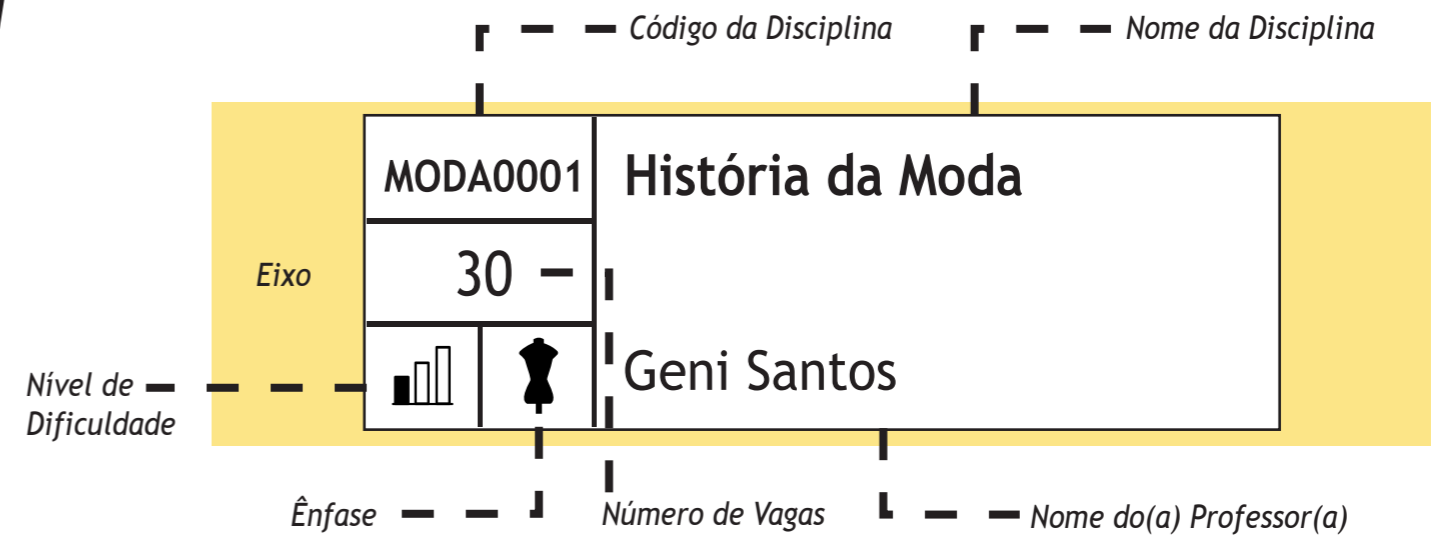 Código da Disciplina
Nome da Disciplina
MODA0001
História da Moda
Eixo
30
Geni Santos
Nível de
Dificuldade
Ênfase
Número de Vagas
Nome do(a) Professor(a)